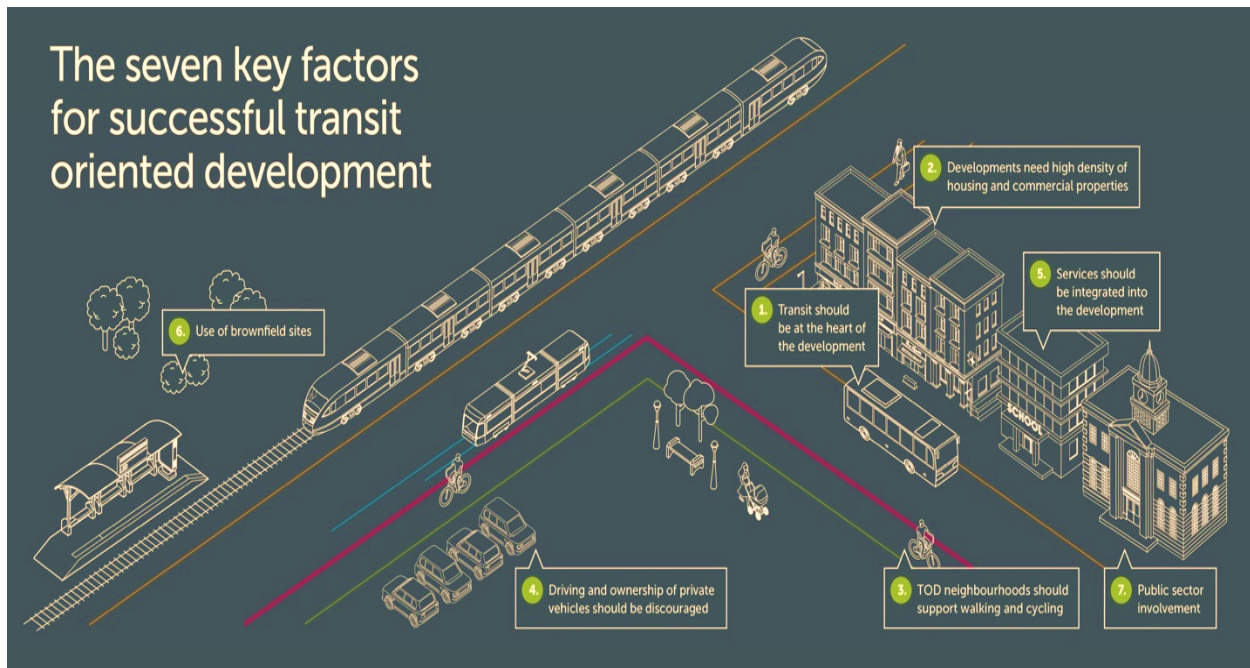 The seven key factors
for successful transit
oriented development
2. Developments need high density of
housing and commercial properties
5. Services should
be integrated into
the development
1. Transit should
be at the heart of
the development
6. Use of brownfield sites
SCHOOL
4. Driving and ownership of private
vehicles should be discouraged
3. TOD neighbourhoods should
support walking and cycling
7. Public sector
involvement